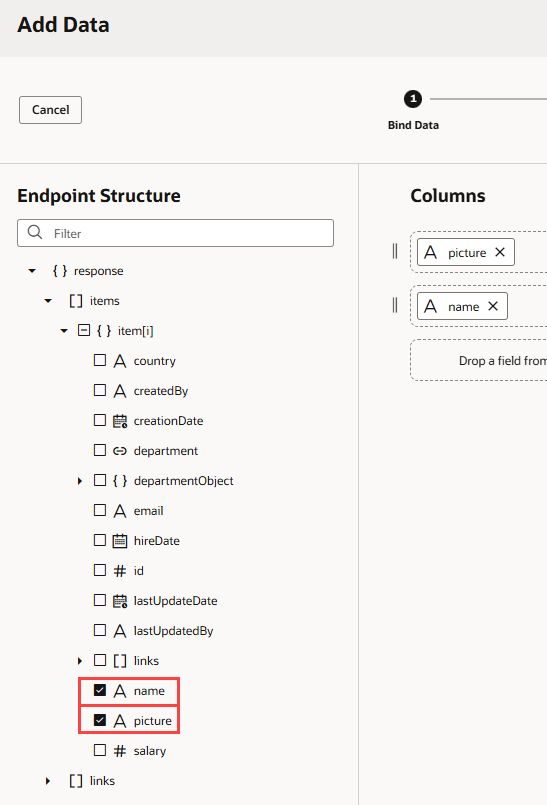 Add Data
Cancel
1
Bind Data
Endpoint Structure
Filter
{ } response
[ ] items
{ } item[i]
A country
A createdBy
creationDate
department
{ } departmentObject
A email
hireDate
# id
lastUpdateDate
A lastUpdatedBy
[ ] links
A name
A picture
# salary
[ ] links
Columns
A picture ×
A name ×
Drop a field from